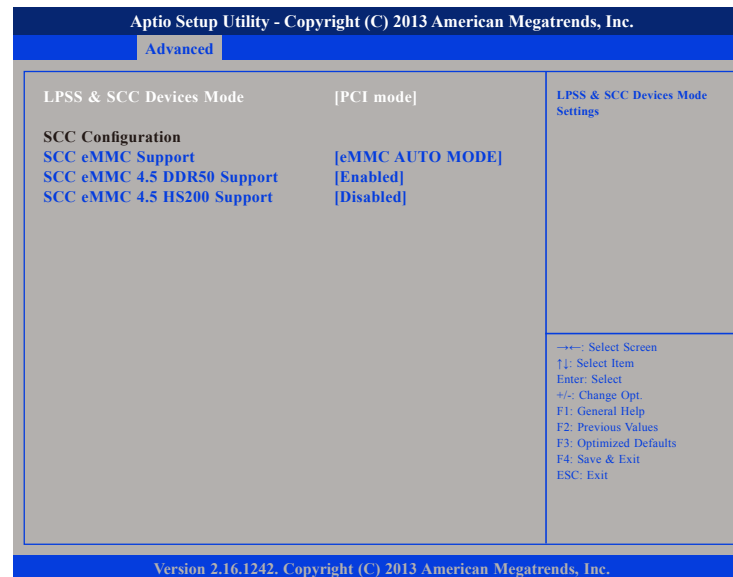 Aptio Setup Utility - Copyright (C) 2013 American Megatrends, Inc.
Advanced
LPSS & SCC Devices Mode [PCI mode]
SCC Configuration
SCC eMMC Support [eMMC AUTO MODE]
SCC eMMC 4.5 DDR50 Support [Enabled]
SCC eMMC 4.5 HS200 Support [Disabled]
LPSS & SCC Devices Mode
Settings
→←: Select Screen
↑↓: Select Item
Enter: Select
+/-: Change Opt.
F1: General Help
F2: Previous Values
F3: Optimized Defaults
F4: Save & Exit
ESC: Exit
Version 2.16.1242. Copyright (C) 2013 American Megatrends, Inc.